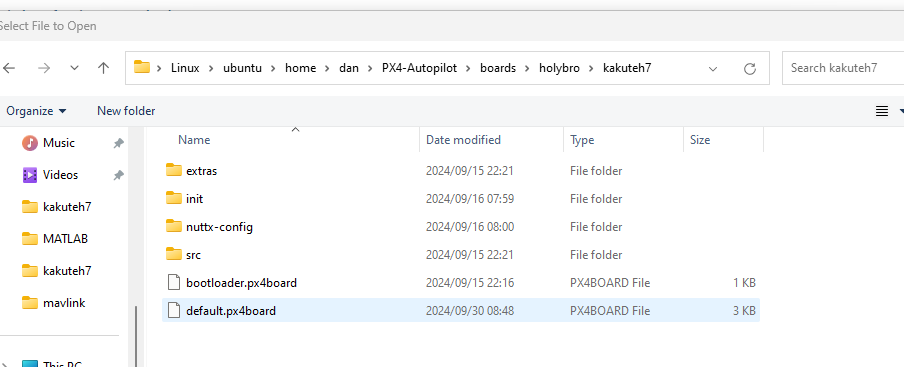 Select File to Open
Linux > ubuntu > home > dan > PX4-Autopilot > boards > holybro > kakuteh7
Search kakuteh7
Organize
New folder
Name
Date modified
Type
Size
Music
Videos
kakuteh7
MATLAB
kakuteh7
mavlink
This PC
extras 2024/09/15 22:21 File folder
init 2024/09/16 07:59 File folder
nuttx-config 2024/09/16 08:00 File folder
src 2024/09/15 22:21 File folder
bootloader.px4board 2024/09/15 22:16 PX4BOARD File 1 KB
default.px4board 2024/09/30 08:48 PX4BOARD File 3 KB